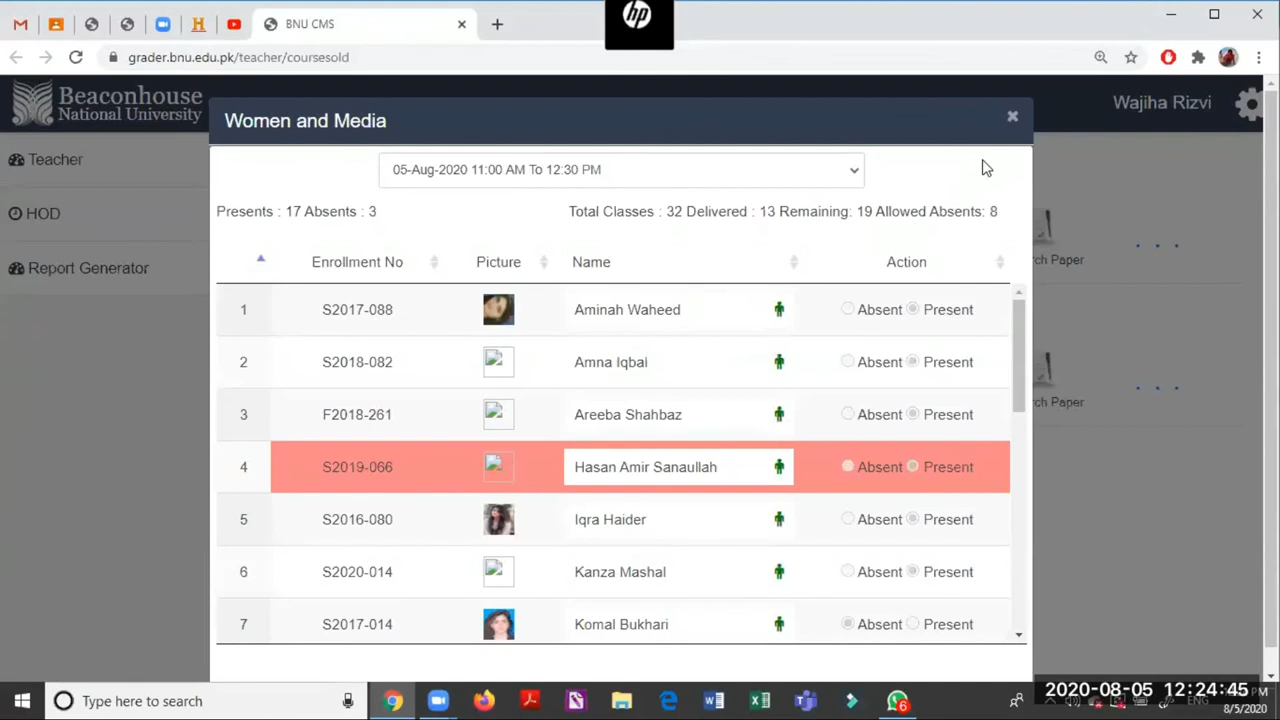 BNU CMS
hp
grader.bnu.edu.pk/teacher/coursesold
Beaconhouse
National University
Wajiha Rizvi
Women and Media
Teacher
HOD
Report Generator
05-Aug-2020 11:00 AM To 12:30 PM
Presents : 17 Absents : 3
Total Classes : 32 Delivered : 13 Remaining: 19 Allowed Absents: 8
Enrollment No Picture Name Action
1 S2017-088 Aminah Waheed Absent Present
2 S2018-082 Amna Iqbal Absent Present
3 F2018-261 Areeba Shahbaz Absent Present
4 S2019-066 Hasan Amir Sanaullah Absent Present
5 S2016-080 Iqra Haider Absent Present
6 S2020-014 Kanza Mashal Absent Present
7 S2017-014 Komal Bukhari Absent Present
rch Paper
rch Paper
Type here to search
6
2020-08-05 12:24:45
8/5/2020